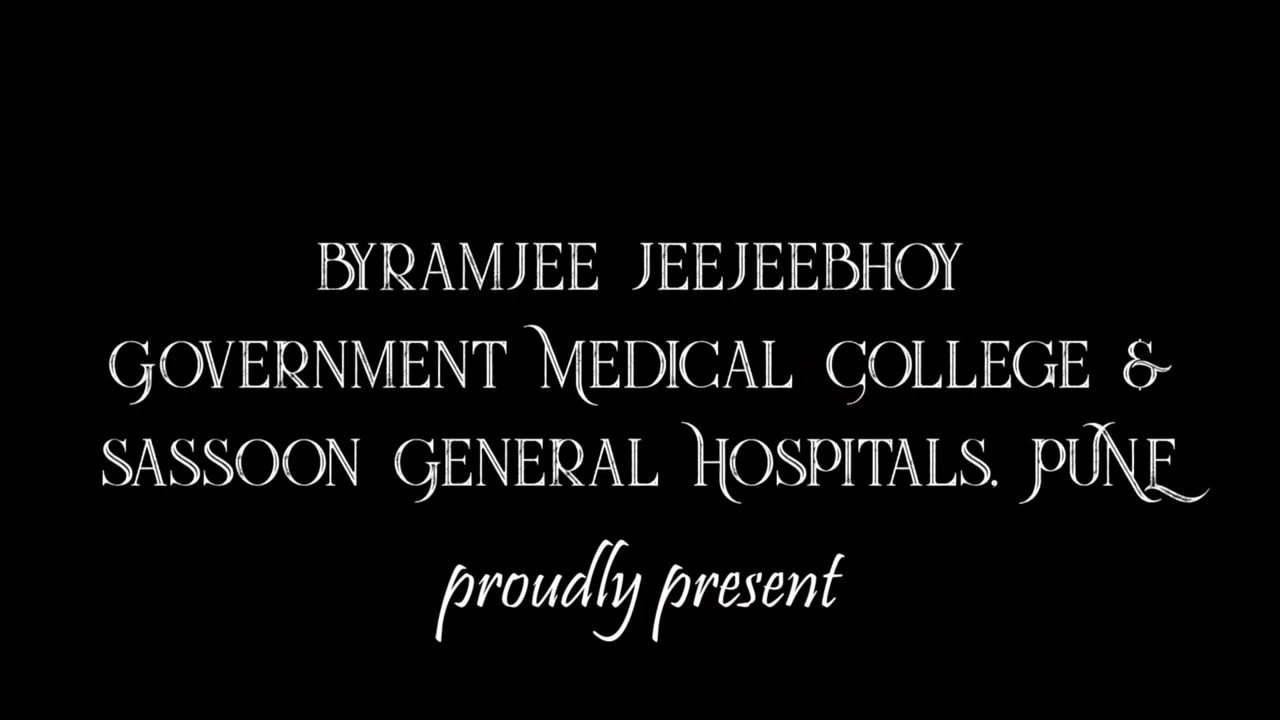 BYRAMJEE JEEJEEBHOY
GOVERNMENT MEDICAL COLLEGE &
SASSOON GENERAL HOSPITALS. PUNE
proudly present